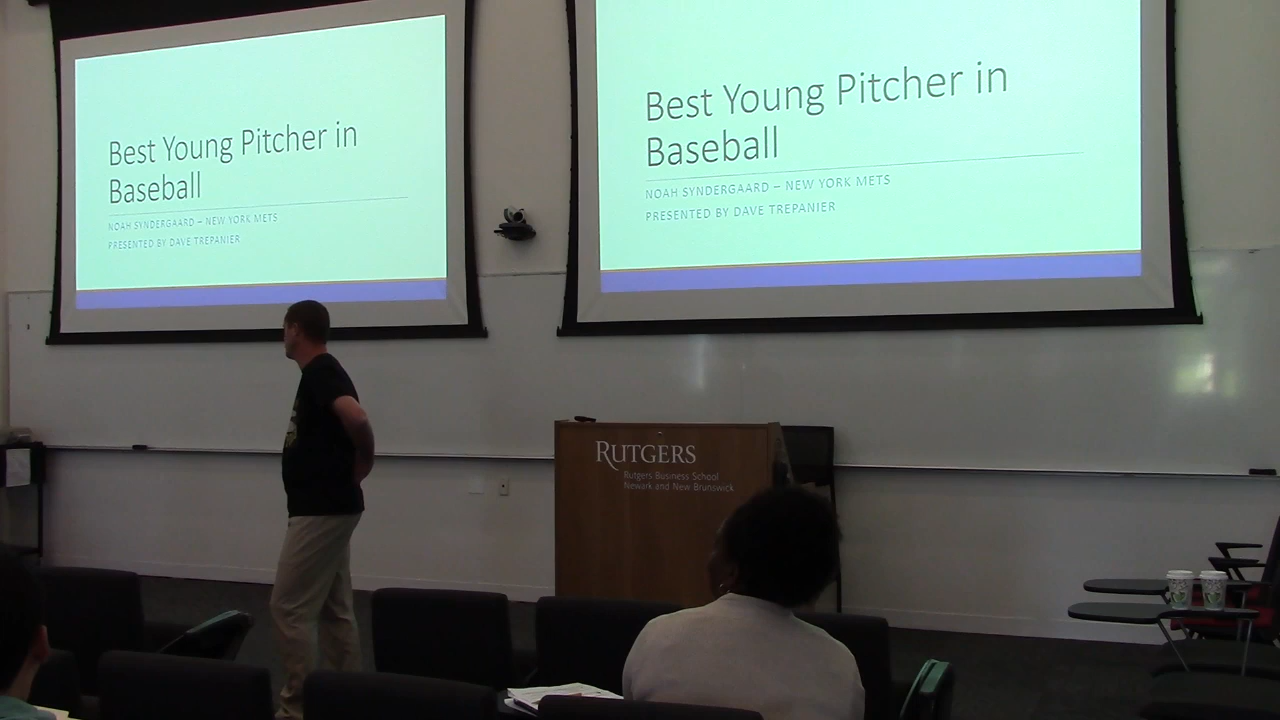 Best Young Pitcher in
Baseball
NOAH SYNDERGAARD – NEW YORK METS
PRESENTED BY DAVE TREPANIER
Best Young Pitcher in
Baseball
NOAH SYNDERGAARD – NEW YORK METS
PRESENTED BY DAVE TREPANIER
RUTGERS
Rutgers Business School
Newark and New Brunswick